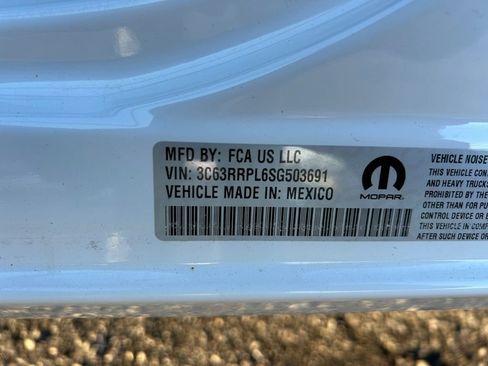 MFD BY: FCA US LLC
VIN: 3C63RRPL6SG503691
VEHICLE MADE IN: MEXICO
MOPAR
VEHICLE NOISE
THIS VEHICLE CONF
AND HEAVY TRUCKS
PROHIBITED BY THE
OTHER THAN FOR PU
CONTROL DEVICE OR
THIS VEHICLE IN COMP
AFTER SUCH DEVICE OR